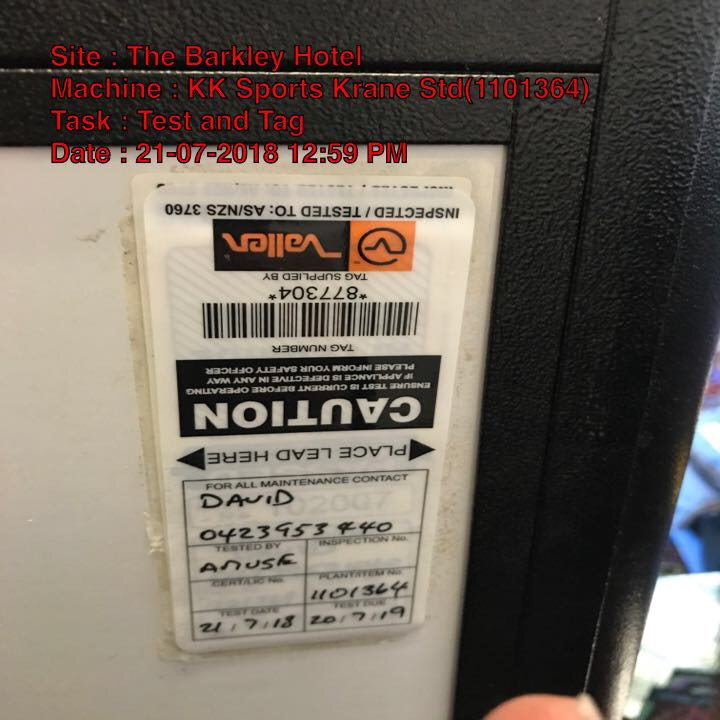 Site : The Barkley Hotel
Machine : KK Sports Krane Std(1101364)
Task : Test and Tag
Date : 21-07-2018 12:59 PM
INSPECTED / TESTED TO: AS/NZS 3760
Vallen
TAG SUPPLIED BY
*877304*
TAG NUMBER
PLEASE INFORM YOUR SAFETY OFFICER
IF APPLIANCE IS DEFECTIVE IN ANY WAY
ENSURE TEST IS CURRENT BEFORE OPERATING
CAUTION
PLACE LEAD HERE
FOR ALL MAINTENANCE CONTACT
DAVID
0423953440
TESTED BY INSPECTION No.
AMUSE
CERT/LIC No. PLANT/ITEM No.
1101364
TEST DATE TEST DUE
21/7/18 20/7/19